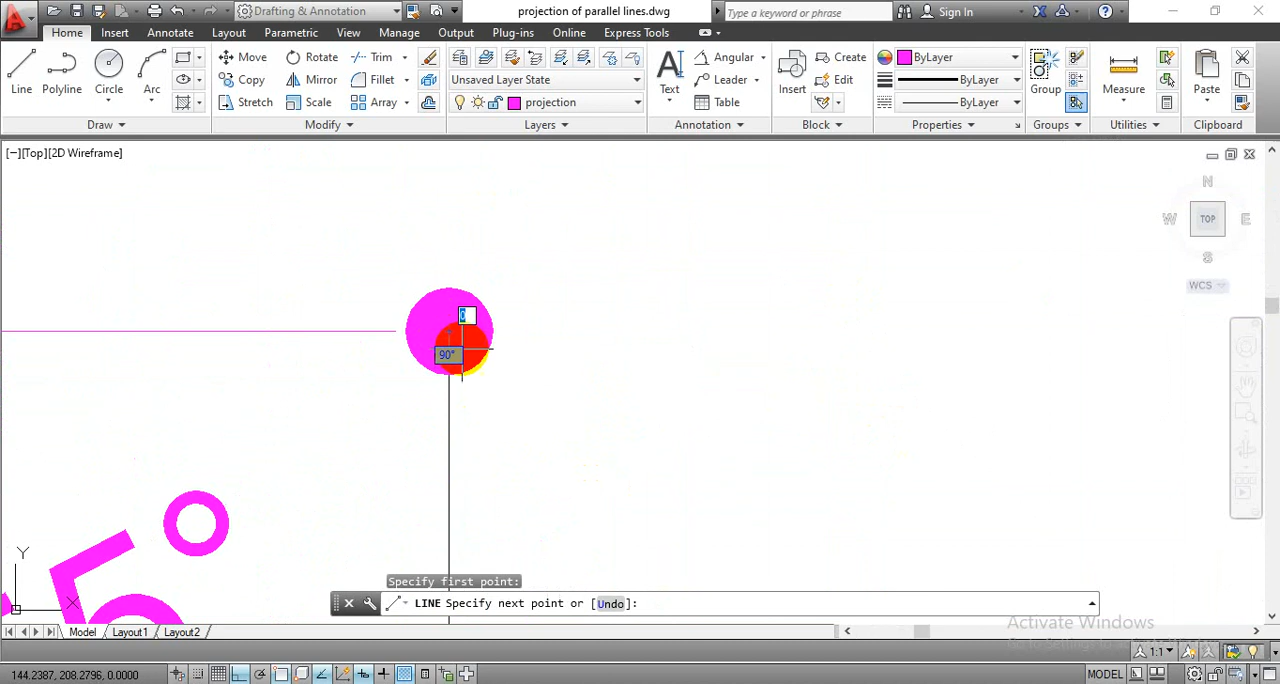 Drafting & Annotation
projection of parallel lines.dwg
Type a keyword or phrase
Sign In
Home Insert Annotate Layout Parametric View Manage Output Plug-ins Online Express Tools
Line Polyline Circle Arc
Move Rotate Trim
Copy Mirror Fillet
Stretch Scale Array
Unsaved Layer State
projection
Text
Angular
Leader
Table
Insert
Create
Edit
ByLayer
ByLayer
ByLayer
Group
Measure
Paste
Draw Modify Layers Annotation Block Properties Groups Utilities Clipboard
[−][Top][2D Wireframe]
N
W TOP E
S
WCS
0
90°
5°
Y
X
Specify first point:
LINE Specify next point or [Undo]:
Activate Windows
Model Layout1 Layout2
1:1
144.2387, 208.2796, 0.0000
MODEL